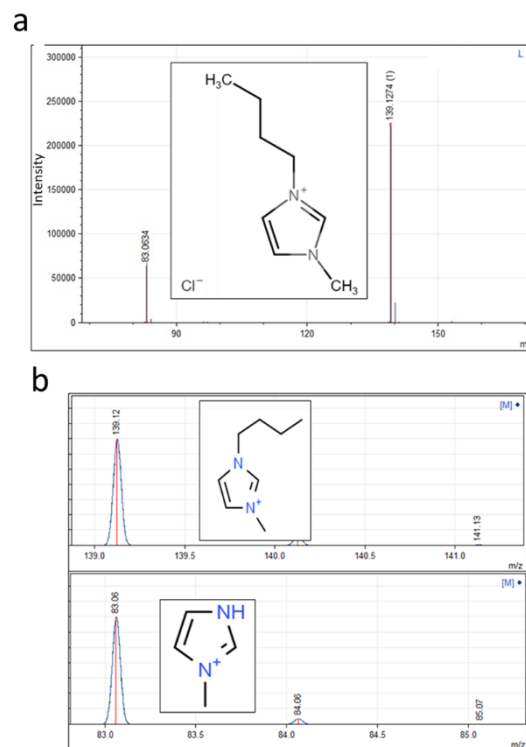 a
L
300000
250000
200000
150000
100000
50000
0
Intensity
83.0634
139.1274 (1)
H₃C
N⁺
N
Cl⁻
CH₃
90
120
150
m
b
[M]
139.12
N
N⁺
141.13
139.0
139.5
140.0
140.5
141.0
m/z
[M]
83.06
NH
N⁺
84.06
85.07
83.0
83.5
84.0
84.5
85.0
m/z